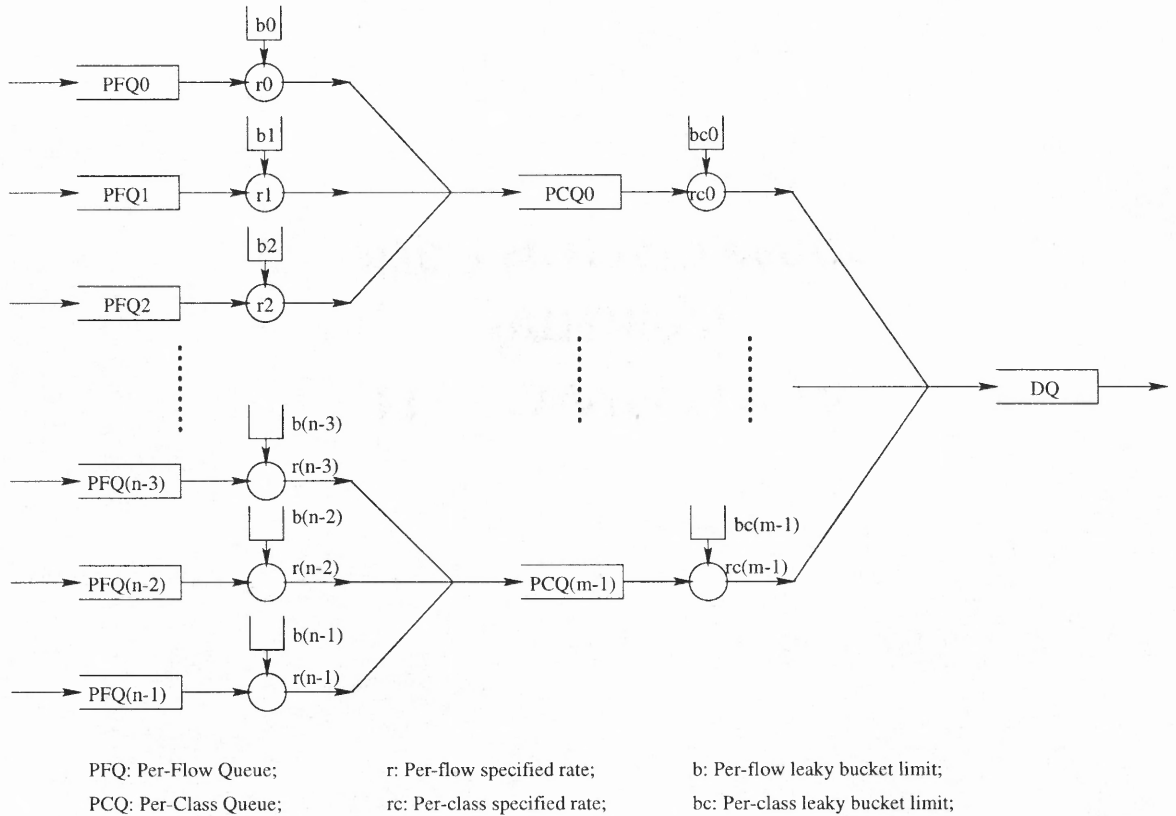 b0
PFQ0
r0
b1
bc0
PFQ1
r1
PCQ0
rc0
b2
PFQ2
r2
DQ
b(n-3)
r(n-3)
PFQ(n-3)
b(n-2)
bc(m-1)
r(n-2)
rc(m-1)
PFQ(n-2)
PCQ(m-1)
b(n-1)
r(n-1)
PFQ(n-1)
PFQ: Per-Flow Queue; r: Per-flow specified rate; b: Per-flow leaky bucket limit;
PCQ: Per-Class Queue; rc: Per-class specified rate; bc: Per-class leaky bucket limit;